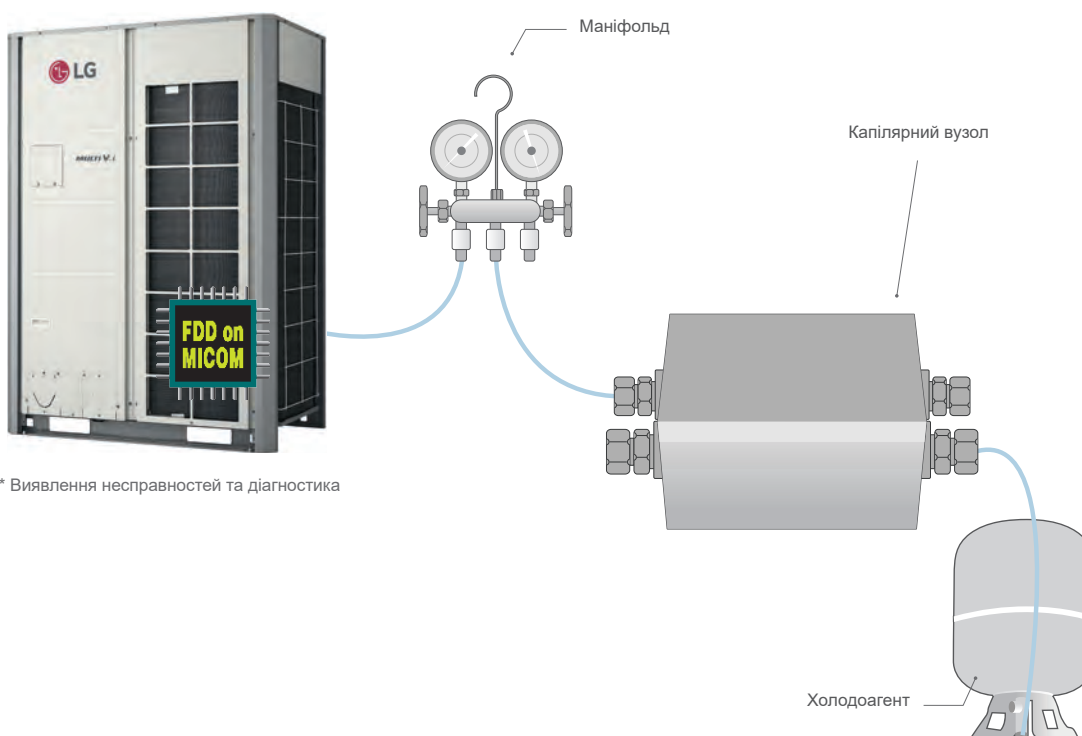 Маніфольд
LG
Капілярний вузол
MULTI V i
FDD on
MICOM
* Виявлення несправностей та діагностика
Холодоагент